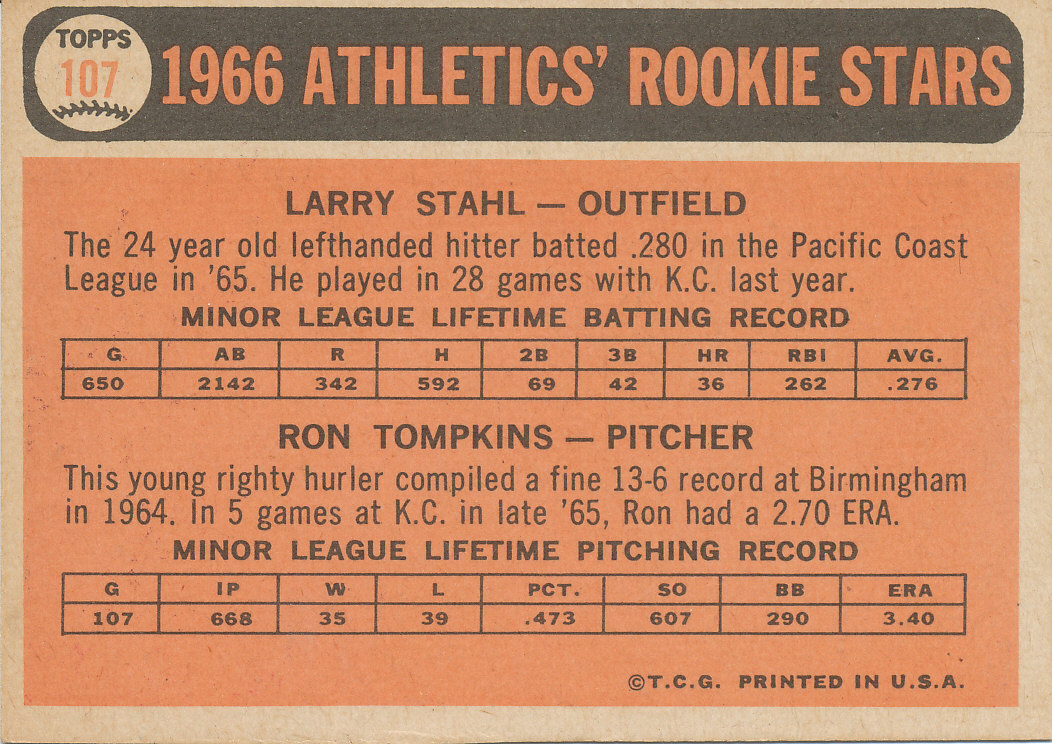 TOPPS
107
1966 ATHLETICS' ROOKIE STARS
LARRY STAHL — OUTFIELD
The 24 year old lefthanded hitter batted .280 in the Pacific Coast
League in '65. He played in 28 games with K.C. last year.
MINOR LEAGUE LIFETIME BATTING RECORD
G AB R H 2B 3B HR RBI AVG.
650 2142 342 592 69 42 36 262 .276
RON TOMPKINS — PITCHER
This young righty hurler compiled a fine 13-6 record at Birmingham
in 1964. In 5 games at K.C. in late '65, Ron had a 2.70 ERA.
MINOR LEAGUE LIFETIME PITCHING RECORD
G IP W L PCT. SO BB ERA
107 668 35 39 .473 607 290 3.40
©T.C.G. PRINTED IN U.S.A.